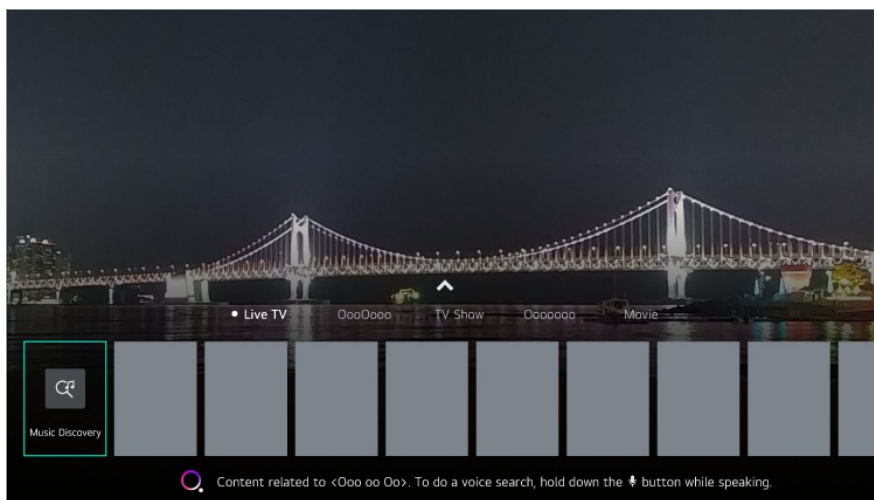 Live TV OooOooo TV Show Ooooooo Movie
Music Discovery
Content related to <Ooo oo Oo>. To do a voice search, hold down the button while speaking.